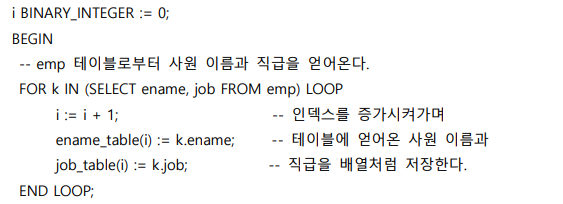 i BINARY_INTEGER := 0;
BEGIN
-- emp 테이블로부터 사원 이름과 직급을 얻어온다.
FOR k IN (SELECT ename, job FROM emp) LOOP
i := i + 1; -- 인덱스를 증가시켜가며
ename_table(i) := k.ename; -- 테이블에 얻어온 사원 이름과
job_table(i) := k.job; -- 직급을 배열처럼 저장한다.
END LOOP;